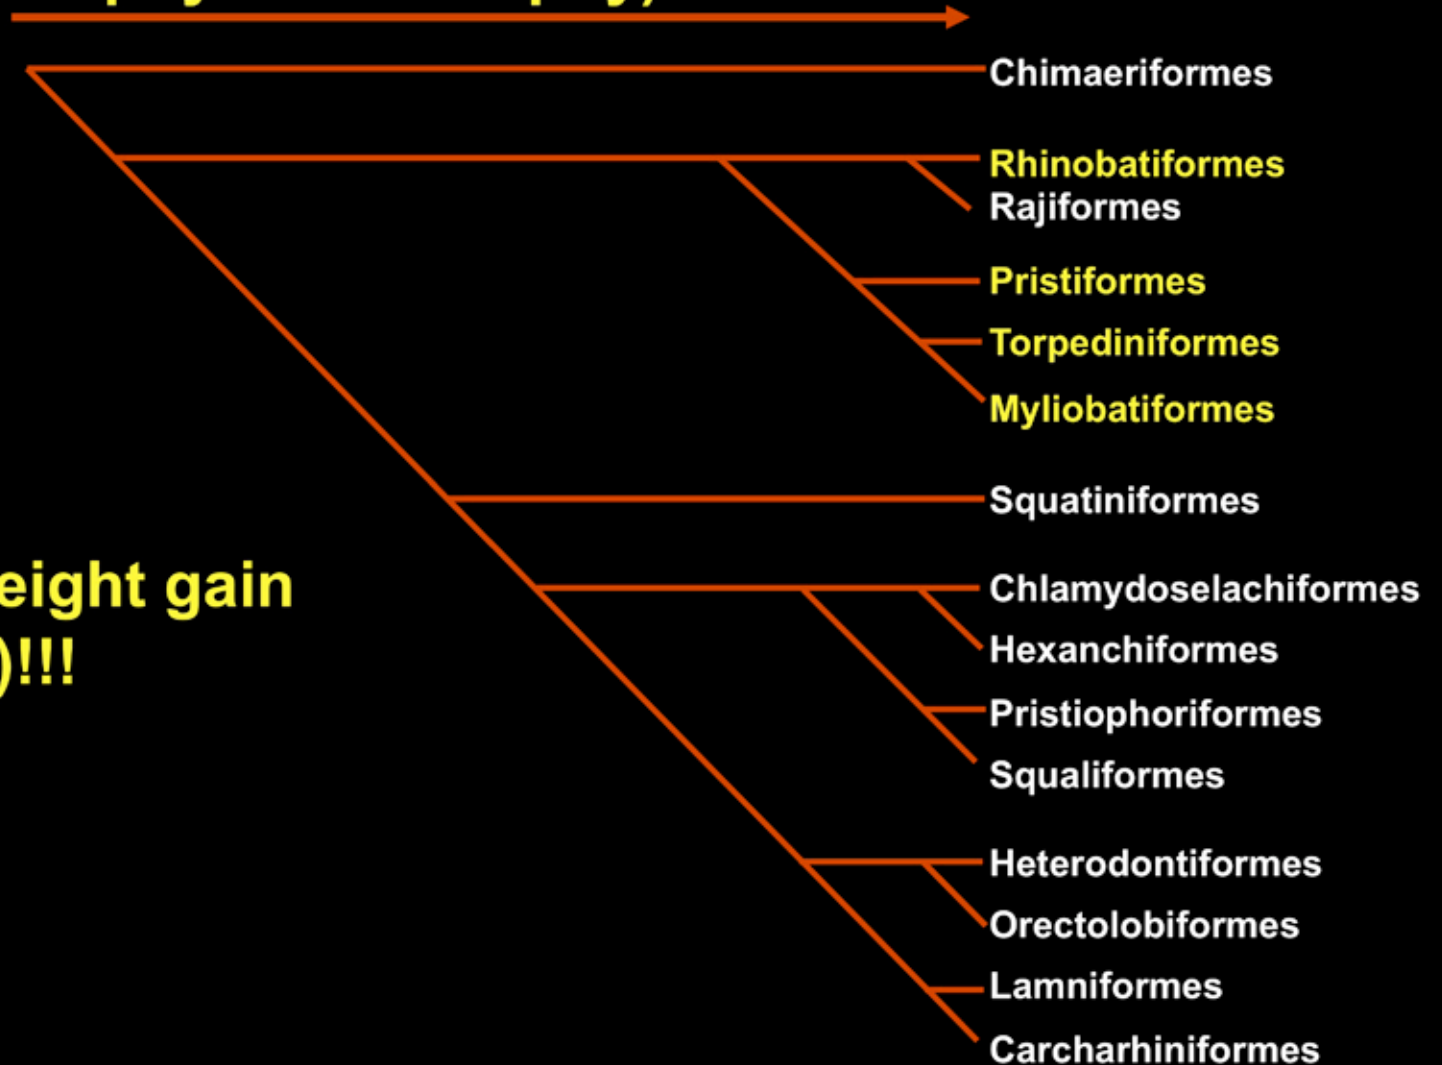 Chimaeriformes
Rhinobatiformes
Rajiformes
Pristiformes
Torpediniformes
Myliobatiformes
Squatiniformes
eight gain
)!!!
Chlamydoselachiformes
Hexanchiformes
Pristiophoriformes
Squaliformes
Heterodontiformes
Orectolobiformes
Lamniformes
Carcharhiniformes